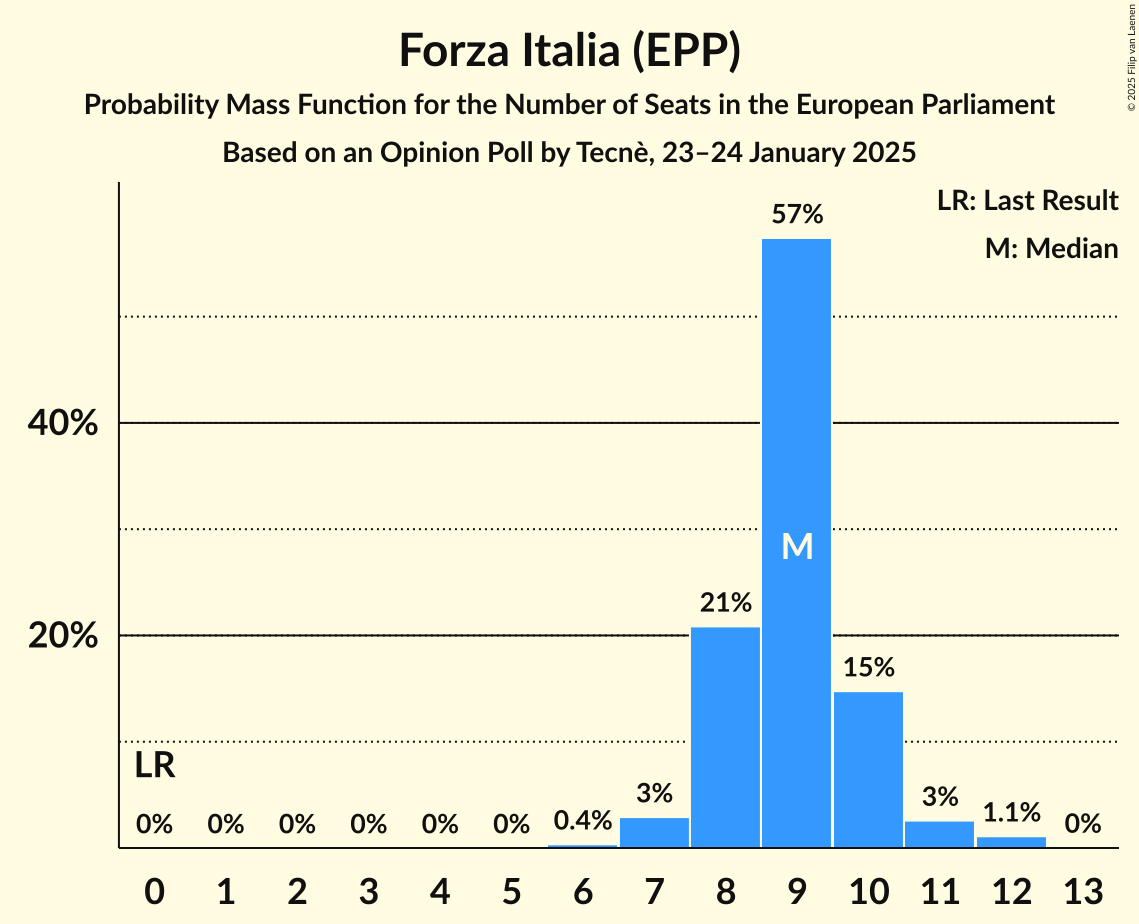 Forza Italia (EPP)
Probability Mass Function for the Number of Seats in the European Parliament
Based on an Opinion Poll by Tecnè, 23–24 January 2025
© 2025 Filip van Laenen
LR: Last Result
M: Median
57%
40%
M
21%
20%
15%
LR
0% 0% 0% 0% 0% 0% 0.4% 3% 3% 1.1% 0%
0 1 2 3 4 5 6 7 8 9 10 11 12 13